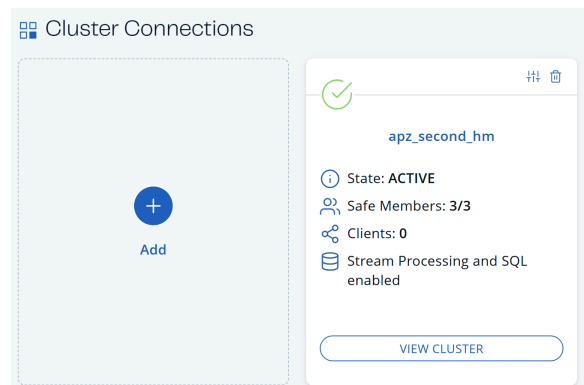 Cluster Connections
Add
apz_second_hm
State: ACTIVE
Safe Members: 3/3
Clients: 0
Stream Processing and SQL
enabled
VIEW CLUSTER